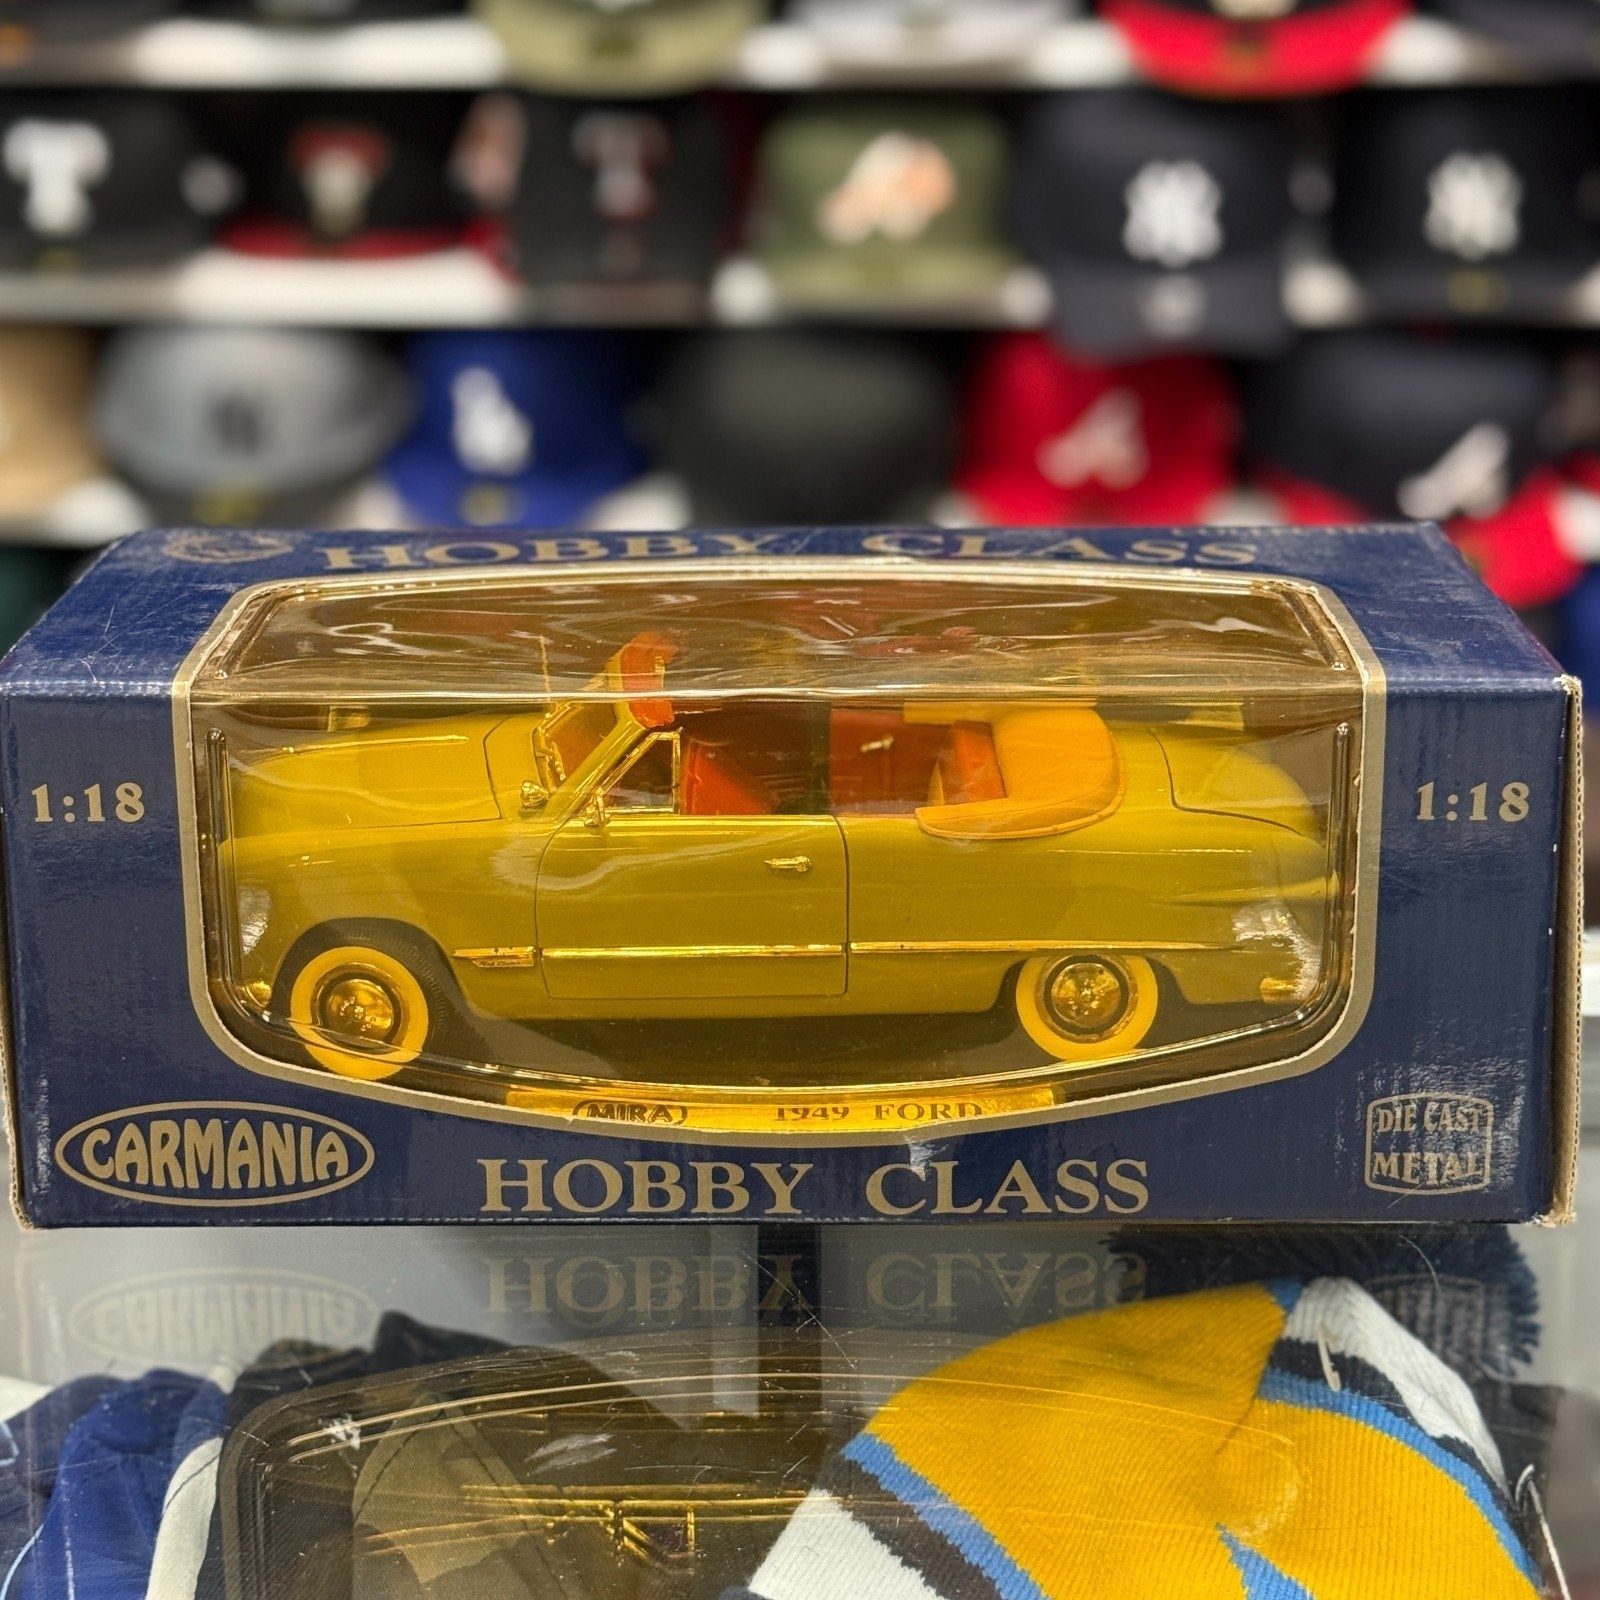 HOBBY CLASS
1:18
1:18
MIRA
1949 FORD
CARMANIA
HOBBY CLASS
DIE CAST
METAL